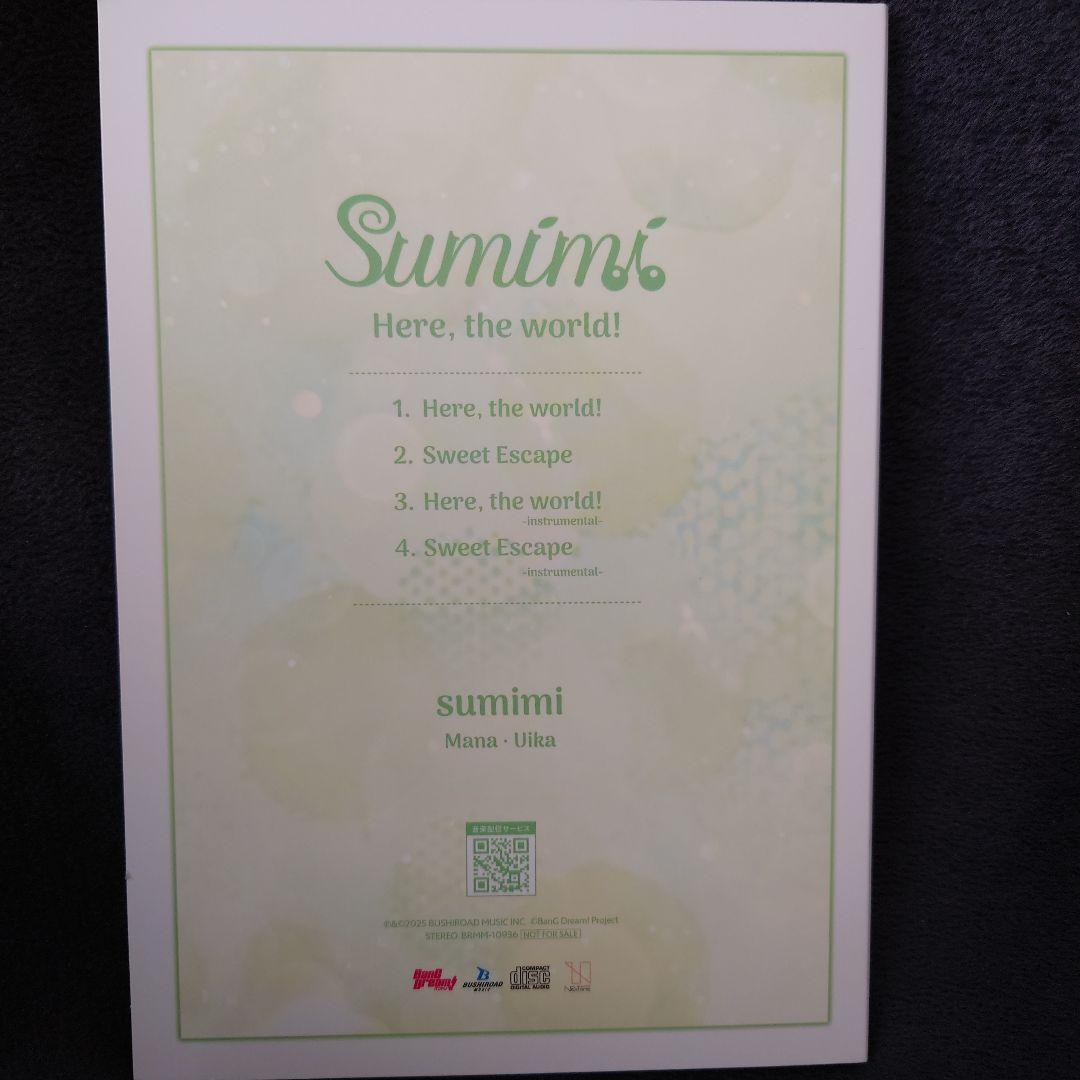 Sumimi
Here, the world!
1. Here, the world!
2. Sweet Escape
3. Here, the world!
-instrumental-
4. Sweet Escape
-instrumental-
sumimi
Mana · Uika
音楽配信サービス
℗&©2025 BUSHIROAD MUSIC INC. ©BanG Dream! Project
STEREO BRMM-10936 NOT FOR SALE
BanG Dream!
BUSHIROAD MUSIC
COMPACT disc DIGITAL AUDIO